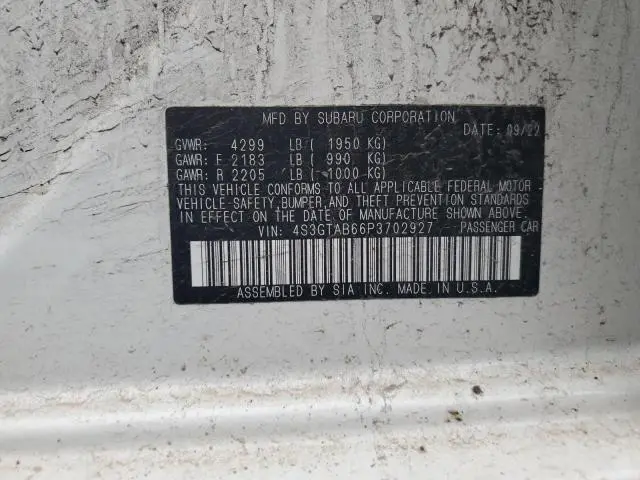 MFD BY SUBARU CORPORATION
DATE: 09/22
GVWR: 4299 LB ( 1950 KG)
GAWR: F 2183 LB ( 990 KG)
GAWR: R 2205 LB ( 1000 KG)
THIS VEHICLE CONFORMS TO ALL APPLICABLE FEDERAL MOTOR
VEHICLE-SAFETY,BUMPER,AND THEFT PREVENTION STANDARDS
IN EFFECT ON THE DATE OF MANUFACTURE SHOWN ABOVE.
VIN: 4S3GTAB66P3702927 PASSENGER CAR
ASSEMBLED BY SIA INC. MADE IN U.S.A.